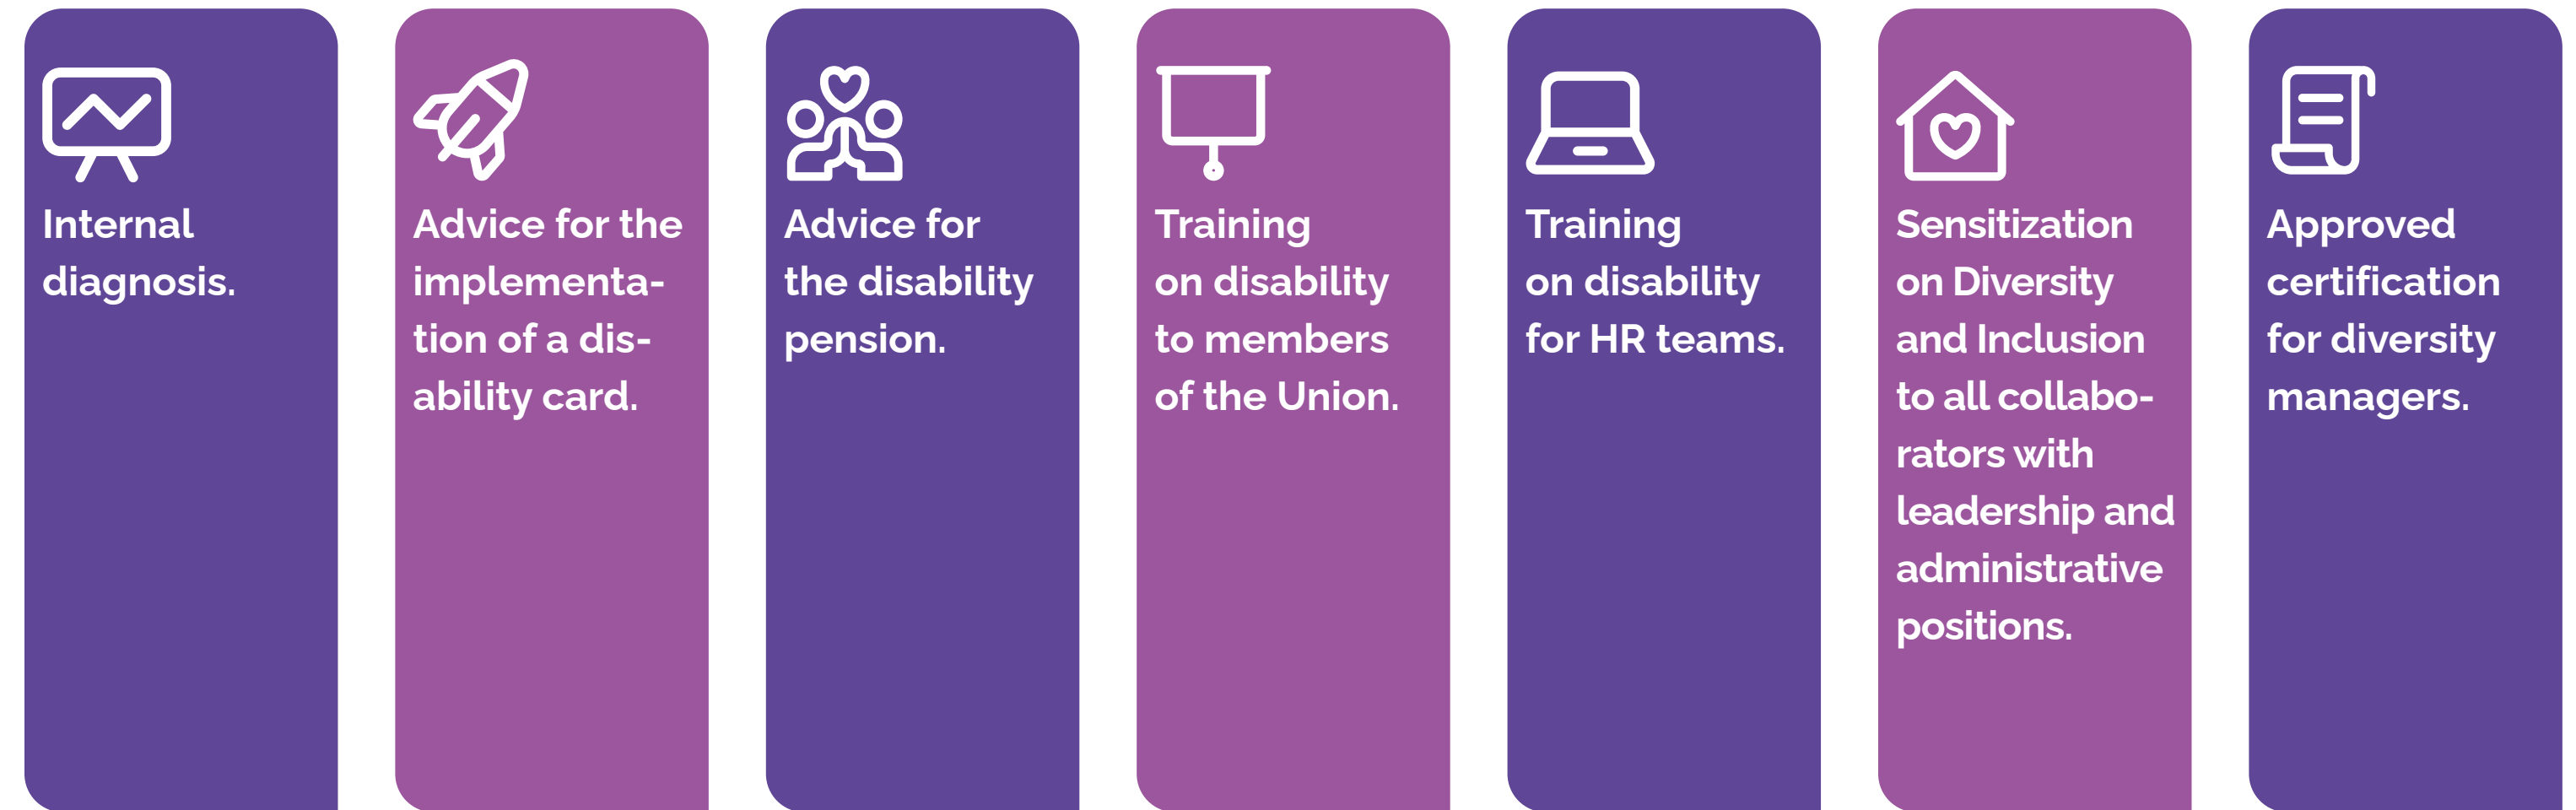 Internal
diagnosis.
Advice for the
implementa-
tion of a dis-
ability card.
Advice for
the disability
pension.
Training
on disability
to members
of the Union.
Training
on disability
for HR teams.
Sensitization
on Diversity
and Inclusion
to all collabo-
rators with
leadership and
administrative
positions.
Approved
certification
for diversity
managers.